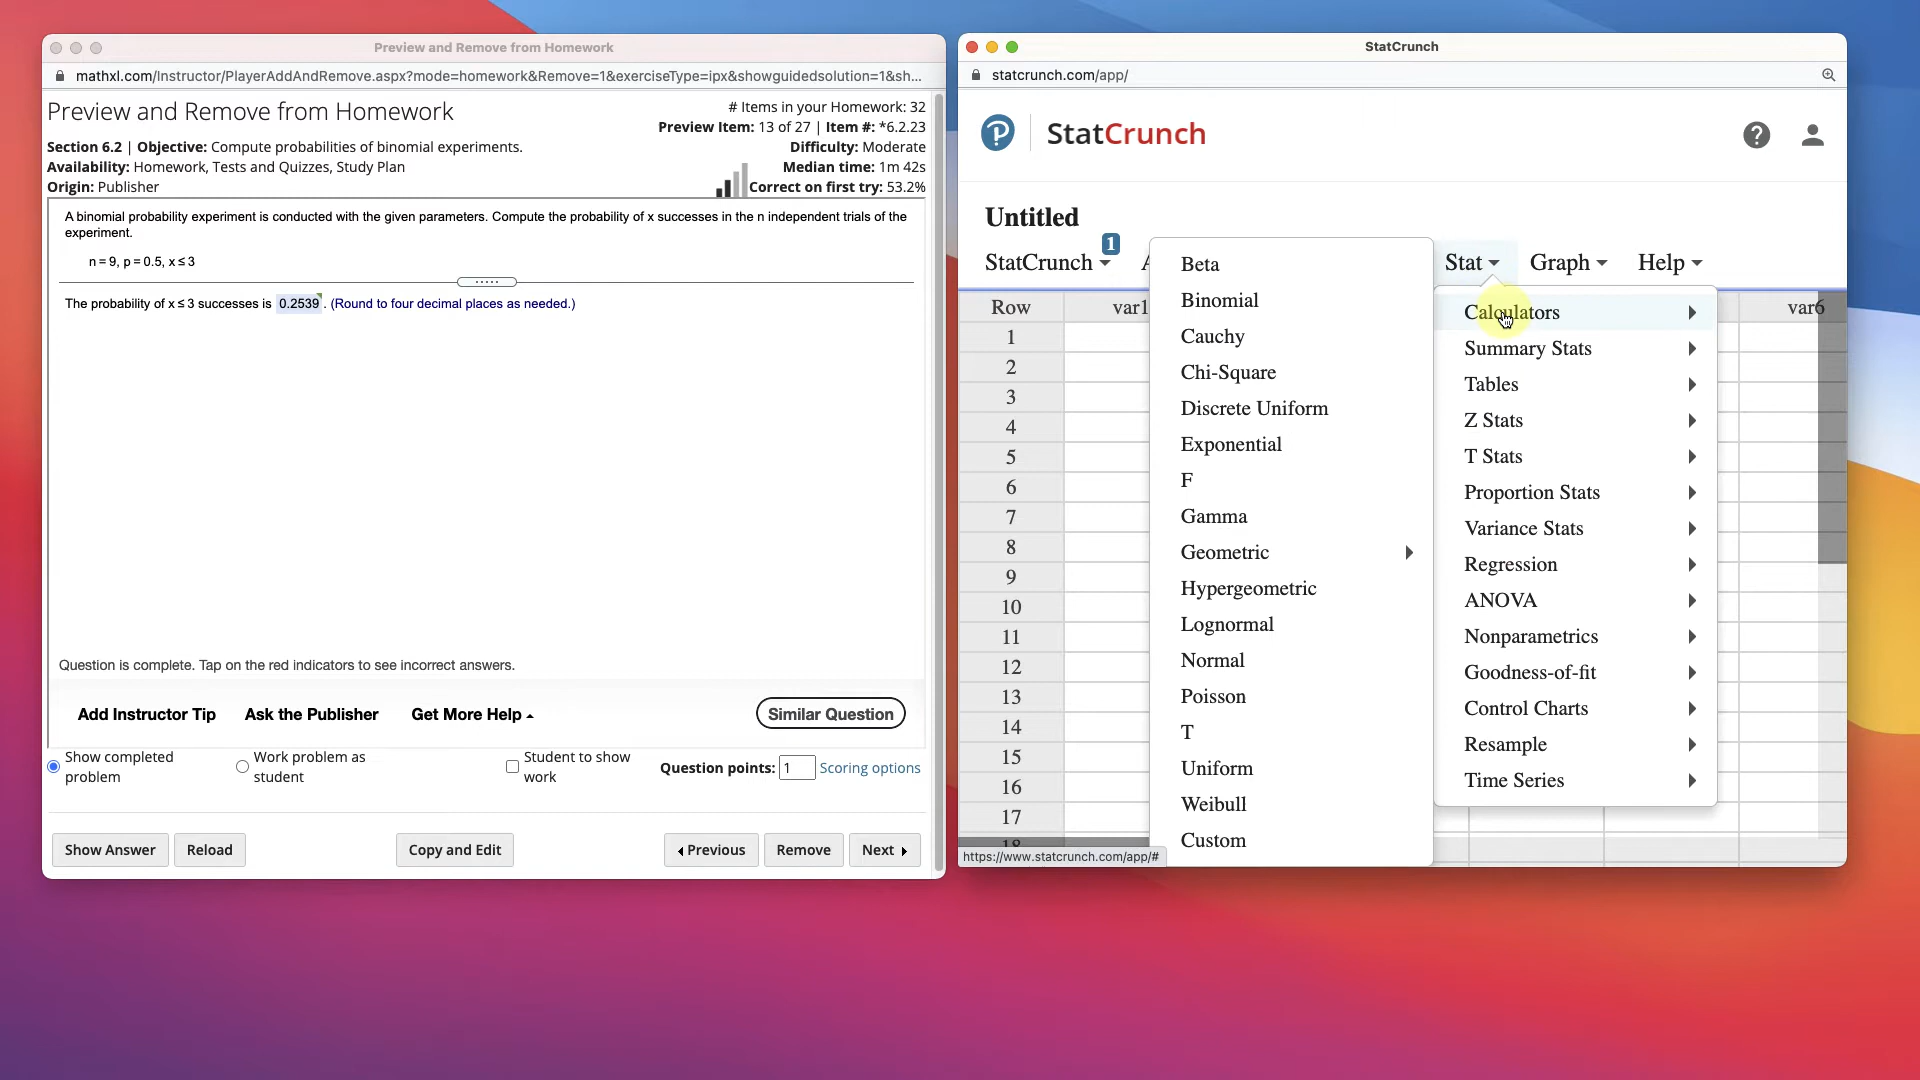 Preview and Remove from Homework
mathxl.com/Instructor/PlayerAddAndRemove.aspx?mode=homework&Remove=1&exerciseType=ipx&showguidedsolution=1&sh...
Preview and Remove from Homework
# Items in your Homework: 32
Preview Item: 13 of 27 | Item #: *6.2.23
Section 6.2 | Objective: Compute probabilities of binomial experiments.
Difficulty: Moderate
Availability: Homework, Tests and Quizzes, Study Plan
Median time: 1m 42s
Origin: Publisher
Correct on first try: 53.2%
A binomial probability experiment is conducted with the given parameters. Compute the probability of x successes in the n independent trials of the
experiment.
n = 9, p = 0.5, x ≤ 3
The probability of x ≤ 3 successes is 0.2539. (Round to four decimal places as needed.)
Question is complete. Tap on the red indicators to see incorrect answers.
Add Instructor Tip
Ask the Publisher
Get More Help
Similar Question
Show completed
problem
Work problem as
student
Student to show
work
Question points: 1 Scoring options
Show Answer
Reload
Copy and Edit
Previous
Remove
Next
StatCrunch
statcrunch.com/app/
StatCrunch
Untitled
1
StatCrunch
Stat
Graph
Help
Row
var1
var6
1
2
3
4
5
6
7
8
9
10
11
12
13
14
15
16
17
18
Beta
Binomial
Cauchy
Chi-Square
Discrete Uniform
Exponential
F
Gamma
Geometric
Hypergeometric
Lognormal
Normal
Poisson
T
Uniform
Weibull
Custom
Calculators
Summary Stats
Tables
Z Stats
T Stats
Proportion Stats
Variance Stats
Regression
ANOVA
Nonparametrics
Goodness-of-fit
Control Charts
Resample
Time Series
https://www.statcrunch.com/app/#